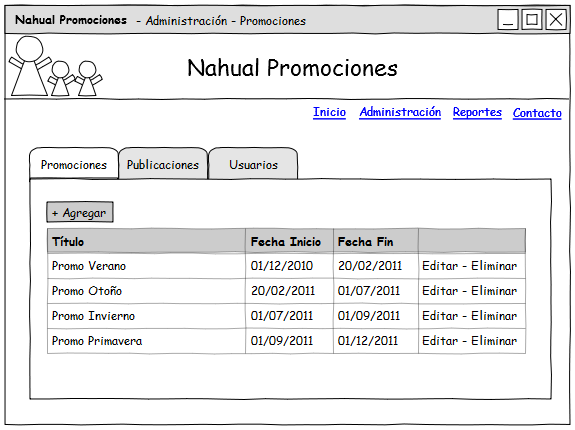 Nahual Promociones - Administración - Promociones
Nahual Promociones
Inicio Administración Reportes Contacto
Promociones Publicaciones Usuarios
+ Agregar
Título Fecha Inicio Fecha Fin
Promo Verano 01/12/2010 20/02/2011 Editar - Eliminar
Promo Otoño 20/02/2011 01/07/2011 Editar - Eliminar
Promo Invierno 01/07/2011 01/09/2011 Editar - Eliminar
Promo Primavera 01/09/2011 01/12/2011 Editar - Eliminar